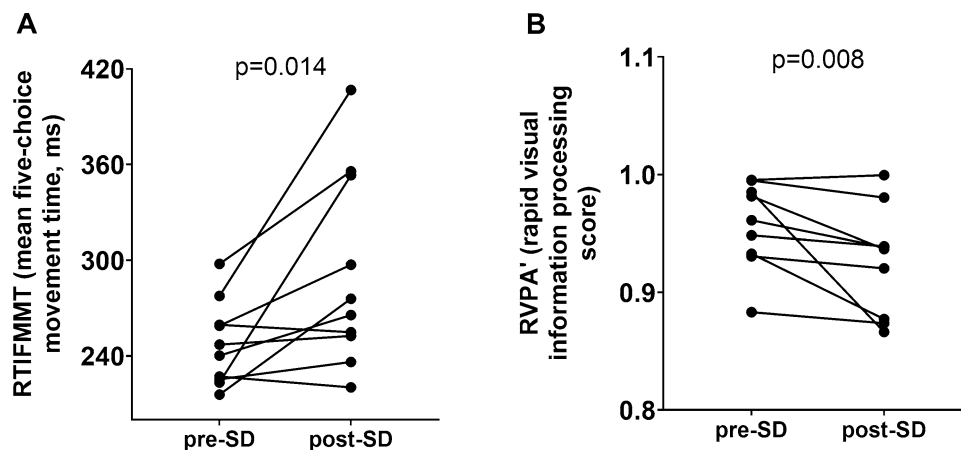 A
RTIFMMT (mean five-choice
movement time, ms)
p=0.014
420
360
300
240
pre-SD
post-SD
B
RVPA' (rapid visual
information processing
score)
p=0.008
1.1
1.0
0.9
0.8
pre-SD
post-SD